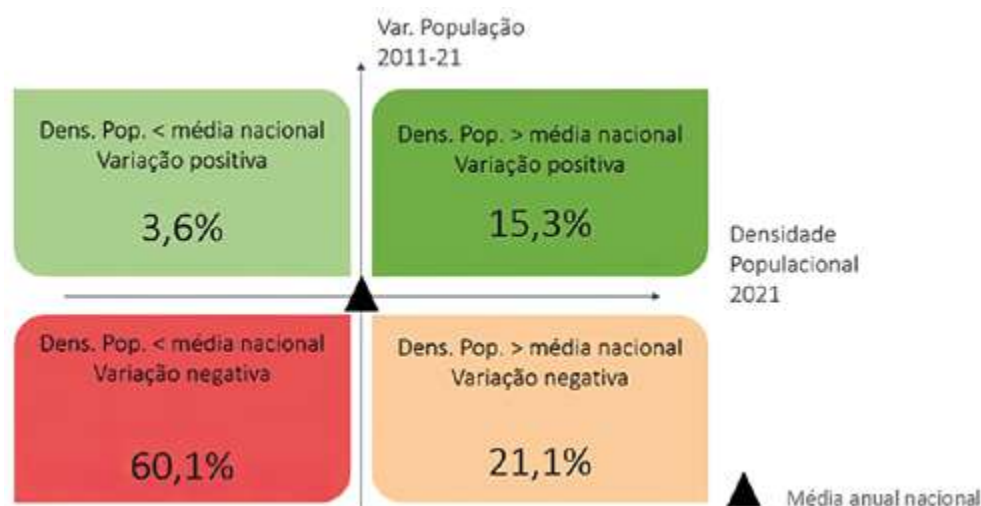 Var. População
2011-21
Dens. Pop. < média nacional
Variação positiva
3,6%
Dens. Pop. > média nacional
Variação positiva
15,3%
Densidade
Populacional
2021
Dens. Pop. < média nacional
Variação negativa
60,1%
Dens. Pop. > média nacional
Variação negativa
21,1%
Média anual nacional